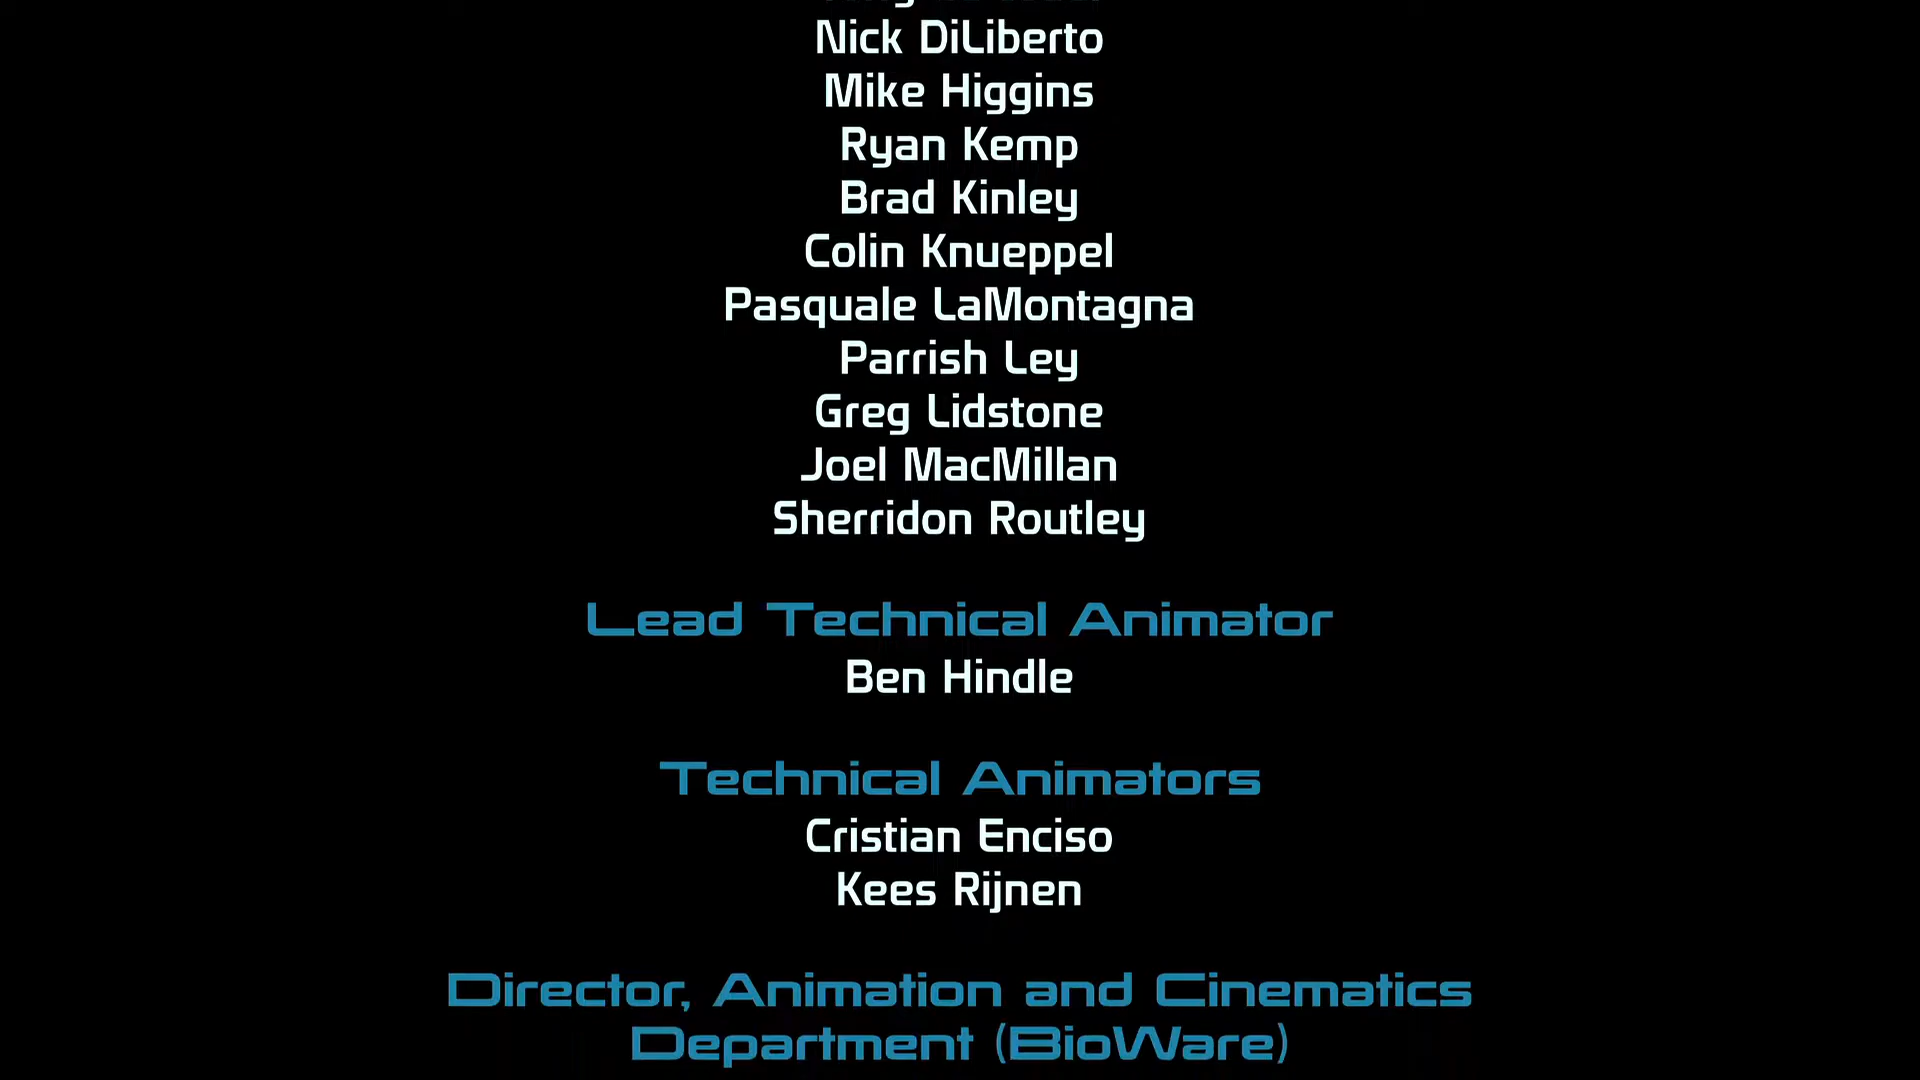 Nick DiLiberto
Mike Higgins
Ryan Kemp
Brad Kinley
Colin Knueppel
Pasquale LaMontagna
Parrish Ley
Greg Lidstone
Joel MacMillan
Sherridon Routley
Lead Technical Animator
Ben Hindle
Technical Animators
Cristian Enciso
Kees Rijnen
Director, Animation and Cinematics
Department (BioWare)